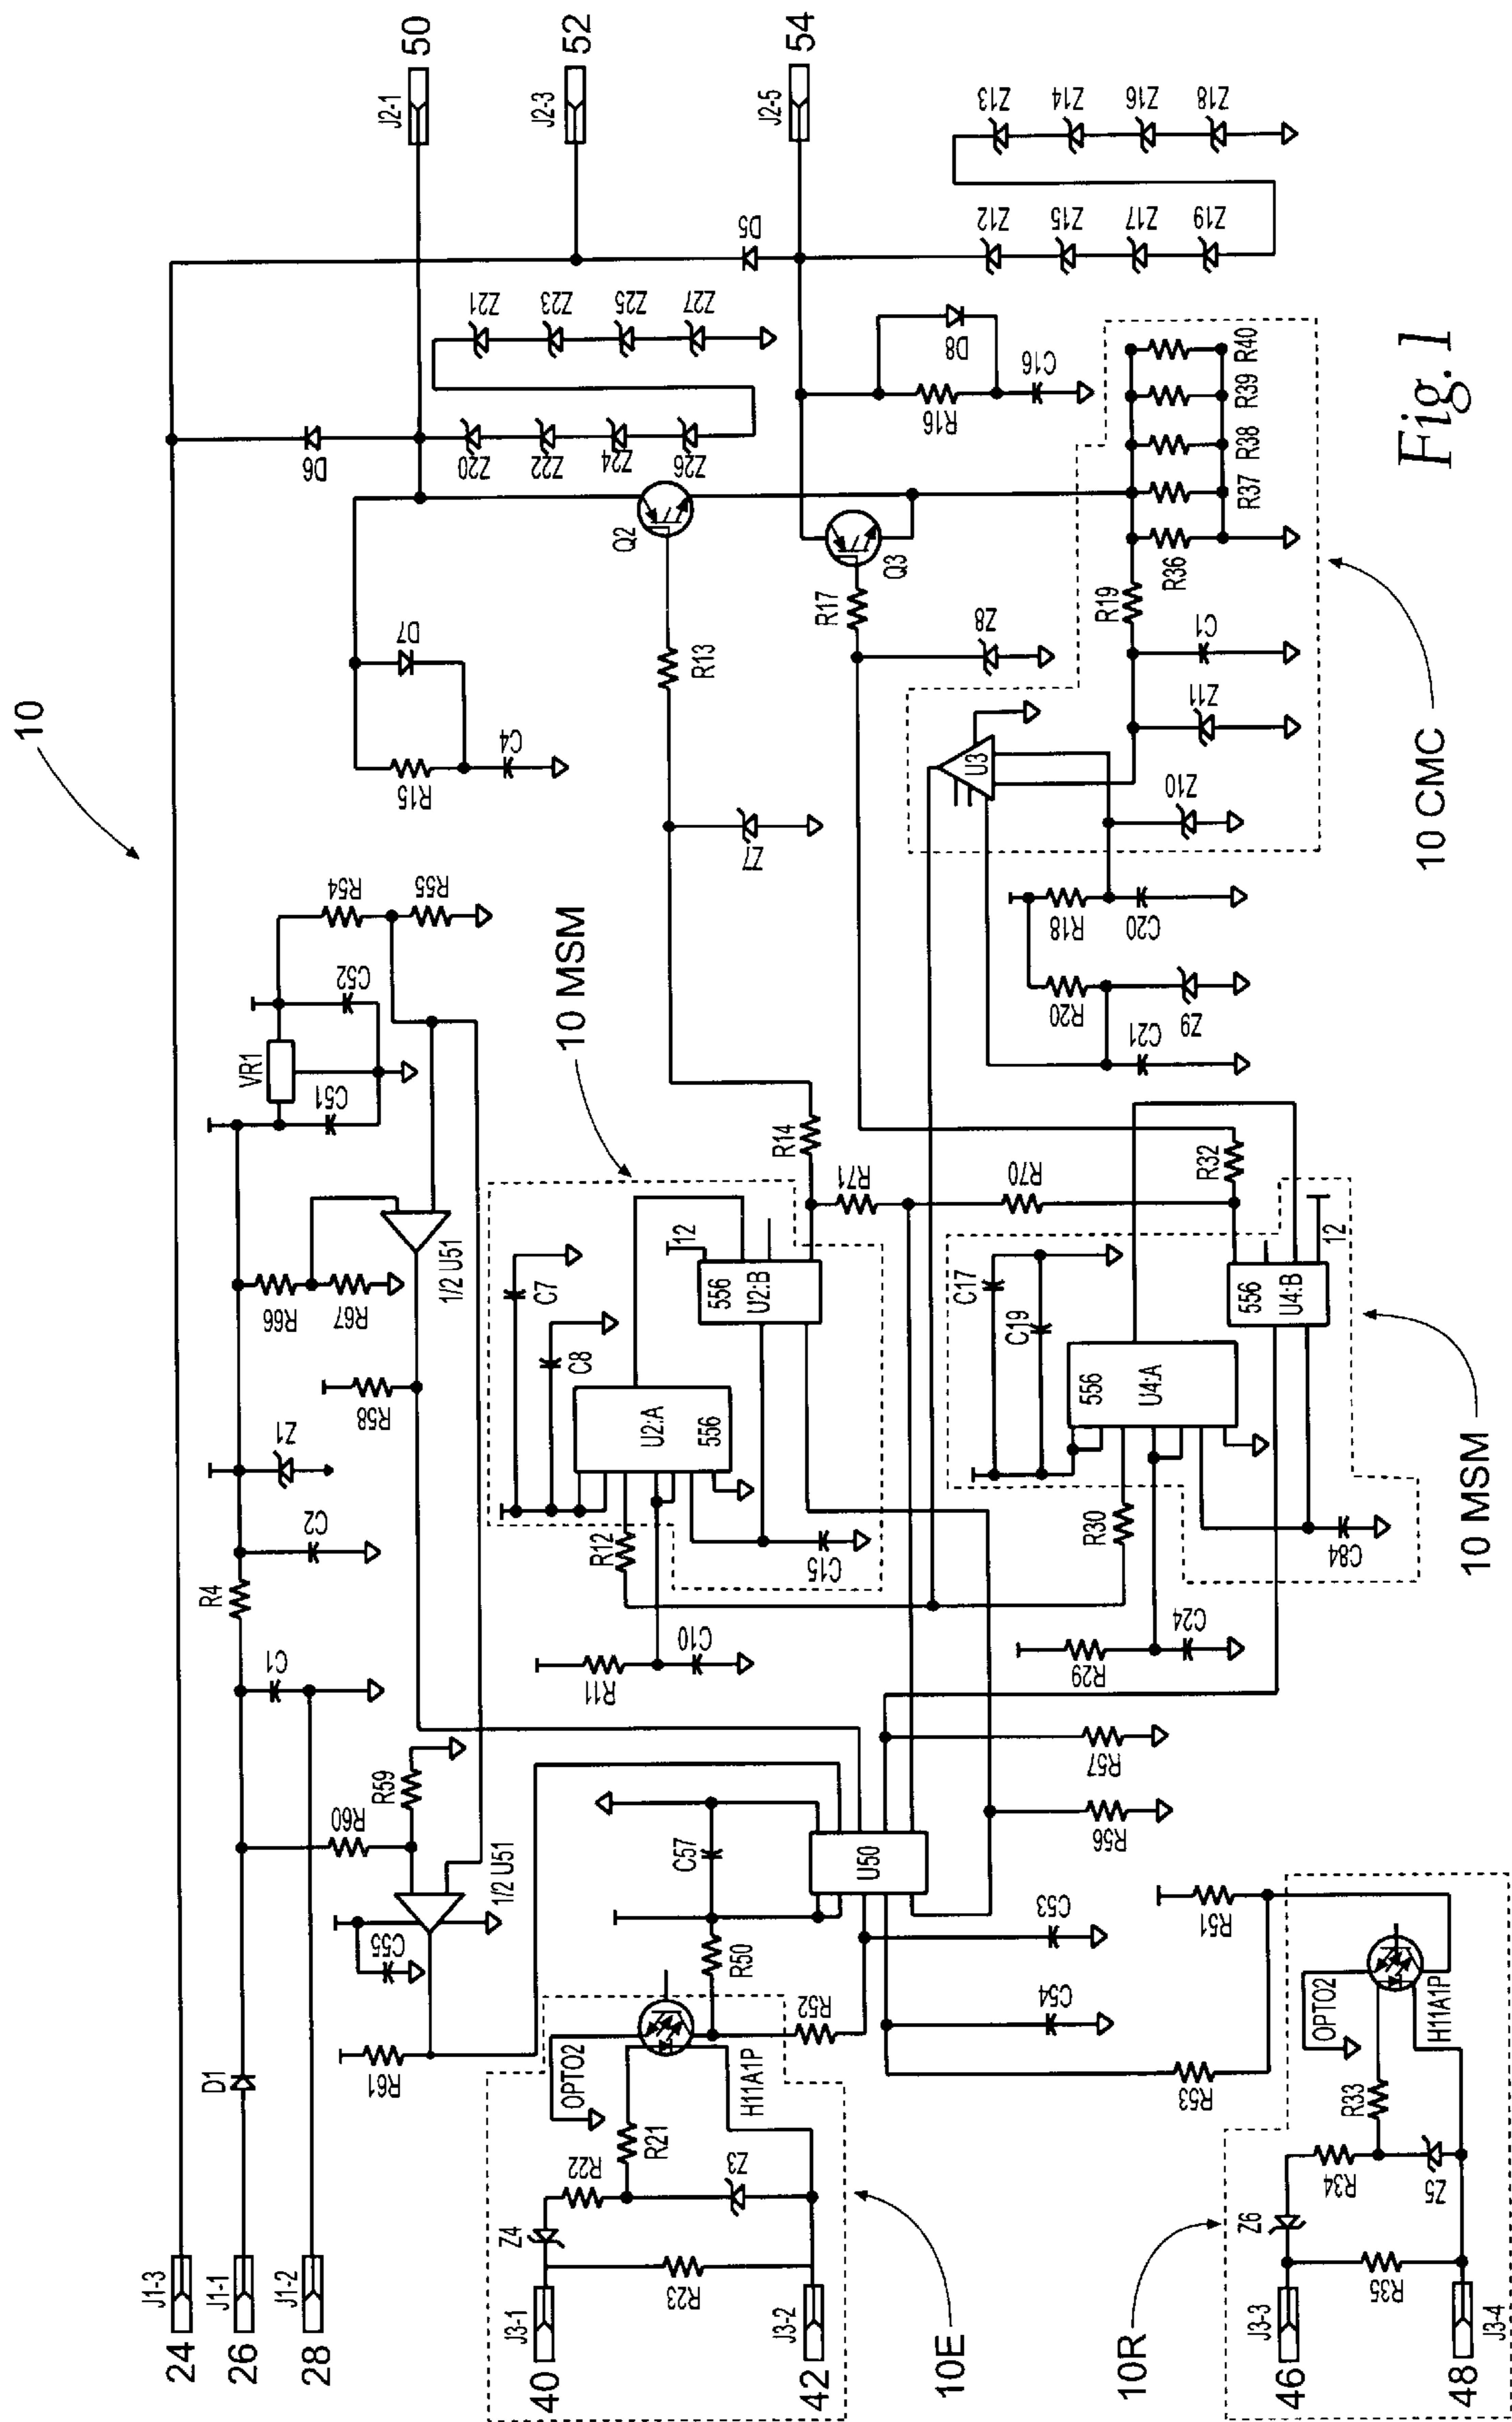 10
24
J1-3
26
J1-1
28
J1-2
D1
C1
R4
C2
Z1
R66
R67
1/2 U51
R58
VR1
C51
C52
R54
R55
R60
R59
1/2 U51
C55
R61
D6
D7
R15
C4
J2-1
50
J2-3
52
J2-5
54
D5
Z20
Z22
Z24
Z26
Z21
Z23
Z25
Z27
Z12
Z15
Z17
Z19
Z13
Z14
Z16
Z18
Q2
R13
Z7
Q3
R17
Z8
R16
D8
C16
R36
R37
R38
R39
R40
R19
C1
Z11
U3
Z10
R18
C20
R20
Z9
C21
10 CMC
10 MSM
C7
C8
U2:A
556
556
U2:B
12
R12
C15
R11
C10
R14
R71
R70
R32
C17
C19
556
U4:A
556
U4:B
12
R30
C84
R29
C24
10 MSM
C57
U50
R50
R52
R57
R56
C53
C54
R53
R51
40
J3-1
42
J3-2
Z4
R22
R23
R21
Z3
OPTO2
H11A1P
10E
10R
46
J3-3
48
J3-4
Z6
R34
R35
R33
Z5
OPTO2
H11A1P
Fig. 1